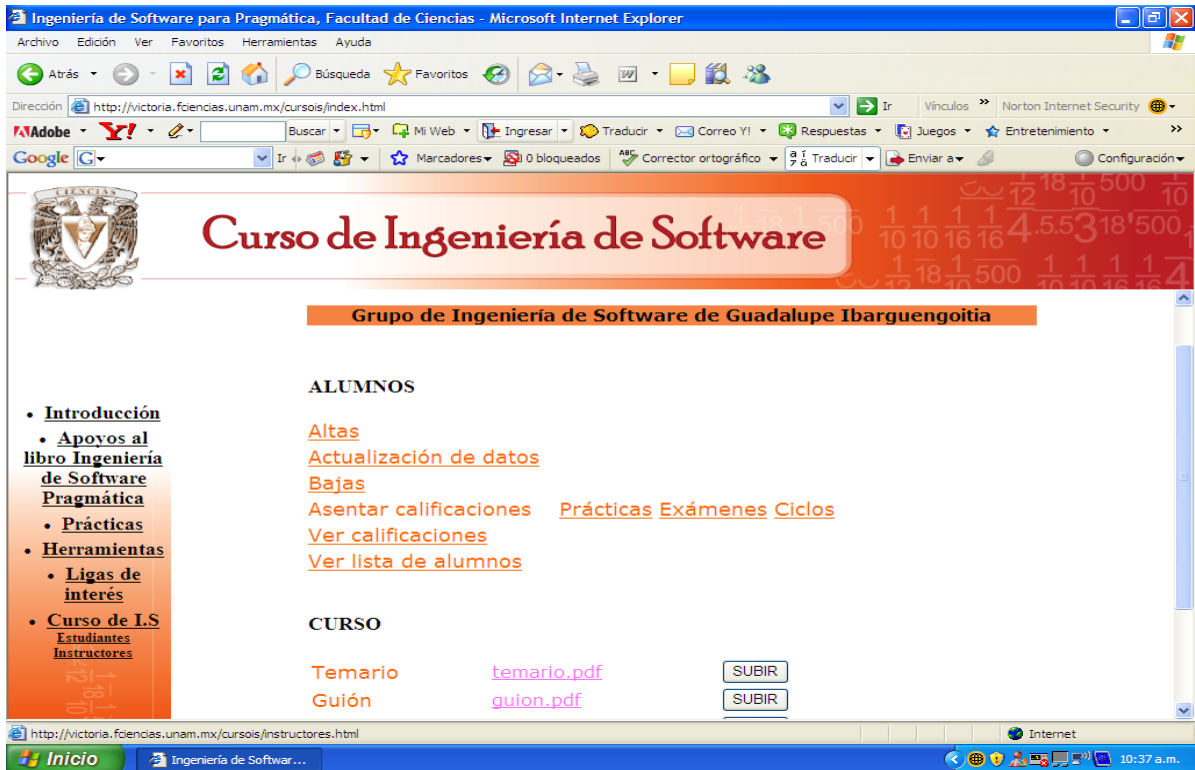 Ingeniería de Software para Pragmática, Facultad de Ciencias - Microsoft Internet Explorer
Archivo Edición Ver Favoritos Herramientas Ayuda
Atrás Búsqueda Favoritos
Dirección http://victoria.fciencias.unam.mx/cursois/index.html Ir Vínculos » Norton Internet Security
Adobe Y! Buscar Mi Web Ingresar Traducir Correo Y! Respuestas Juegos Entretenimiento »
Google G Ir Marcadores 0 bloqueados Corrector ortográfico Traducir Enviar a Configuración
CIENCIAS
Curso de Ingeniería de Software
Grupo de Ingeniería de Software de Guadalupe Ibarguengoitia
• Introducción
• Apoyos al
libro Ingeniería
de Software
Pragmática
• Prácticas
• Herramientas
• Ligas de
interés
• Curso de I.S
Estudiantes
Instructores
ALUMNOS
Altas
Actualización de datos
Bajas
Asentar calificaciones Prácticas Exámenes Ciclos
Ver calificaciones
Ver lista de alumnos
CURSO
Temario temario.pdf SUBIR
Guión guion.pdf SUBIR
http://victoria.fciencias.unam.mx/cursois/instructores.html Internet
Inicio Ingeniería de Softwar... 10:37 a.m.